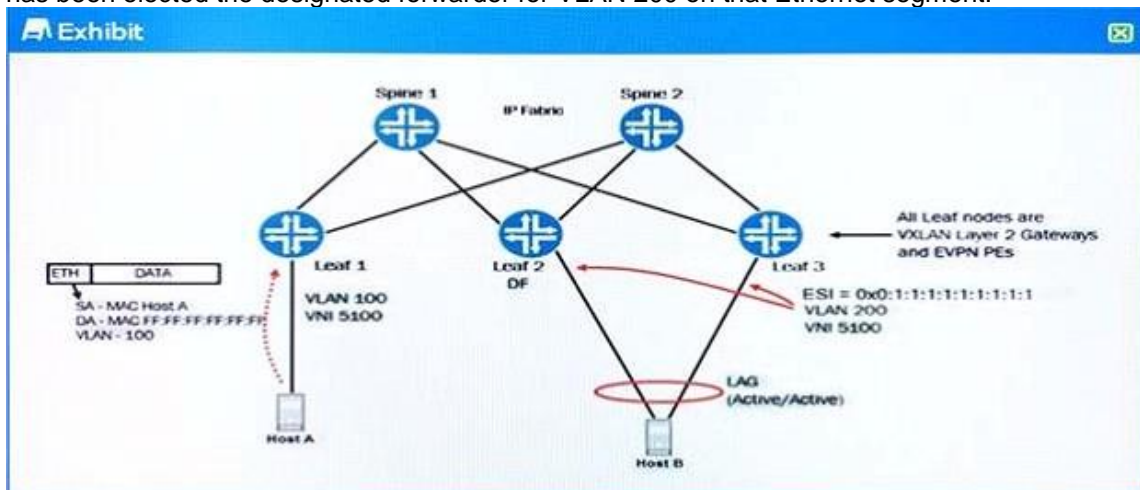 has been elected the designated forwarder for VLAN 200 on that Ethernet segment.
Exhibit
Spine 1
IP Fabric
Spine 2
Leaf 1
Leaf 2
DF
Leaf 3
All Leaf nodes are
VXLAN Layer 2 Gateways
and EVPN PEs
ETH DATA
SA - MAC Host A
DA - MAC FF:FF:FF:FF:FF:FF
VLAN - 100
VLAN 100
VNI 5100
ESI = 0x0:1:1:1:1:1:1:1:1:1
VLAN 200
VNI 5100
LAG
(Active/Active)
Host A
Host B